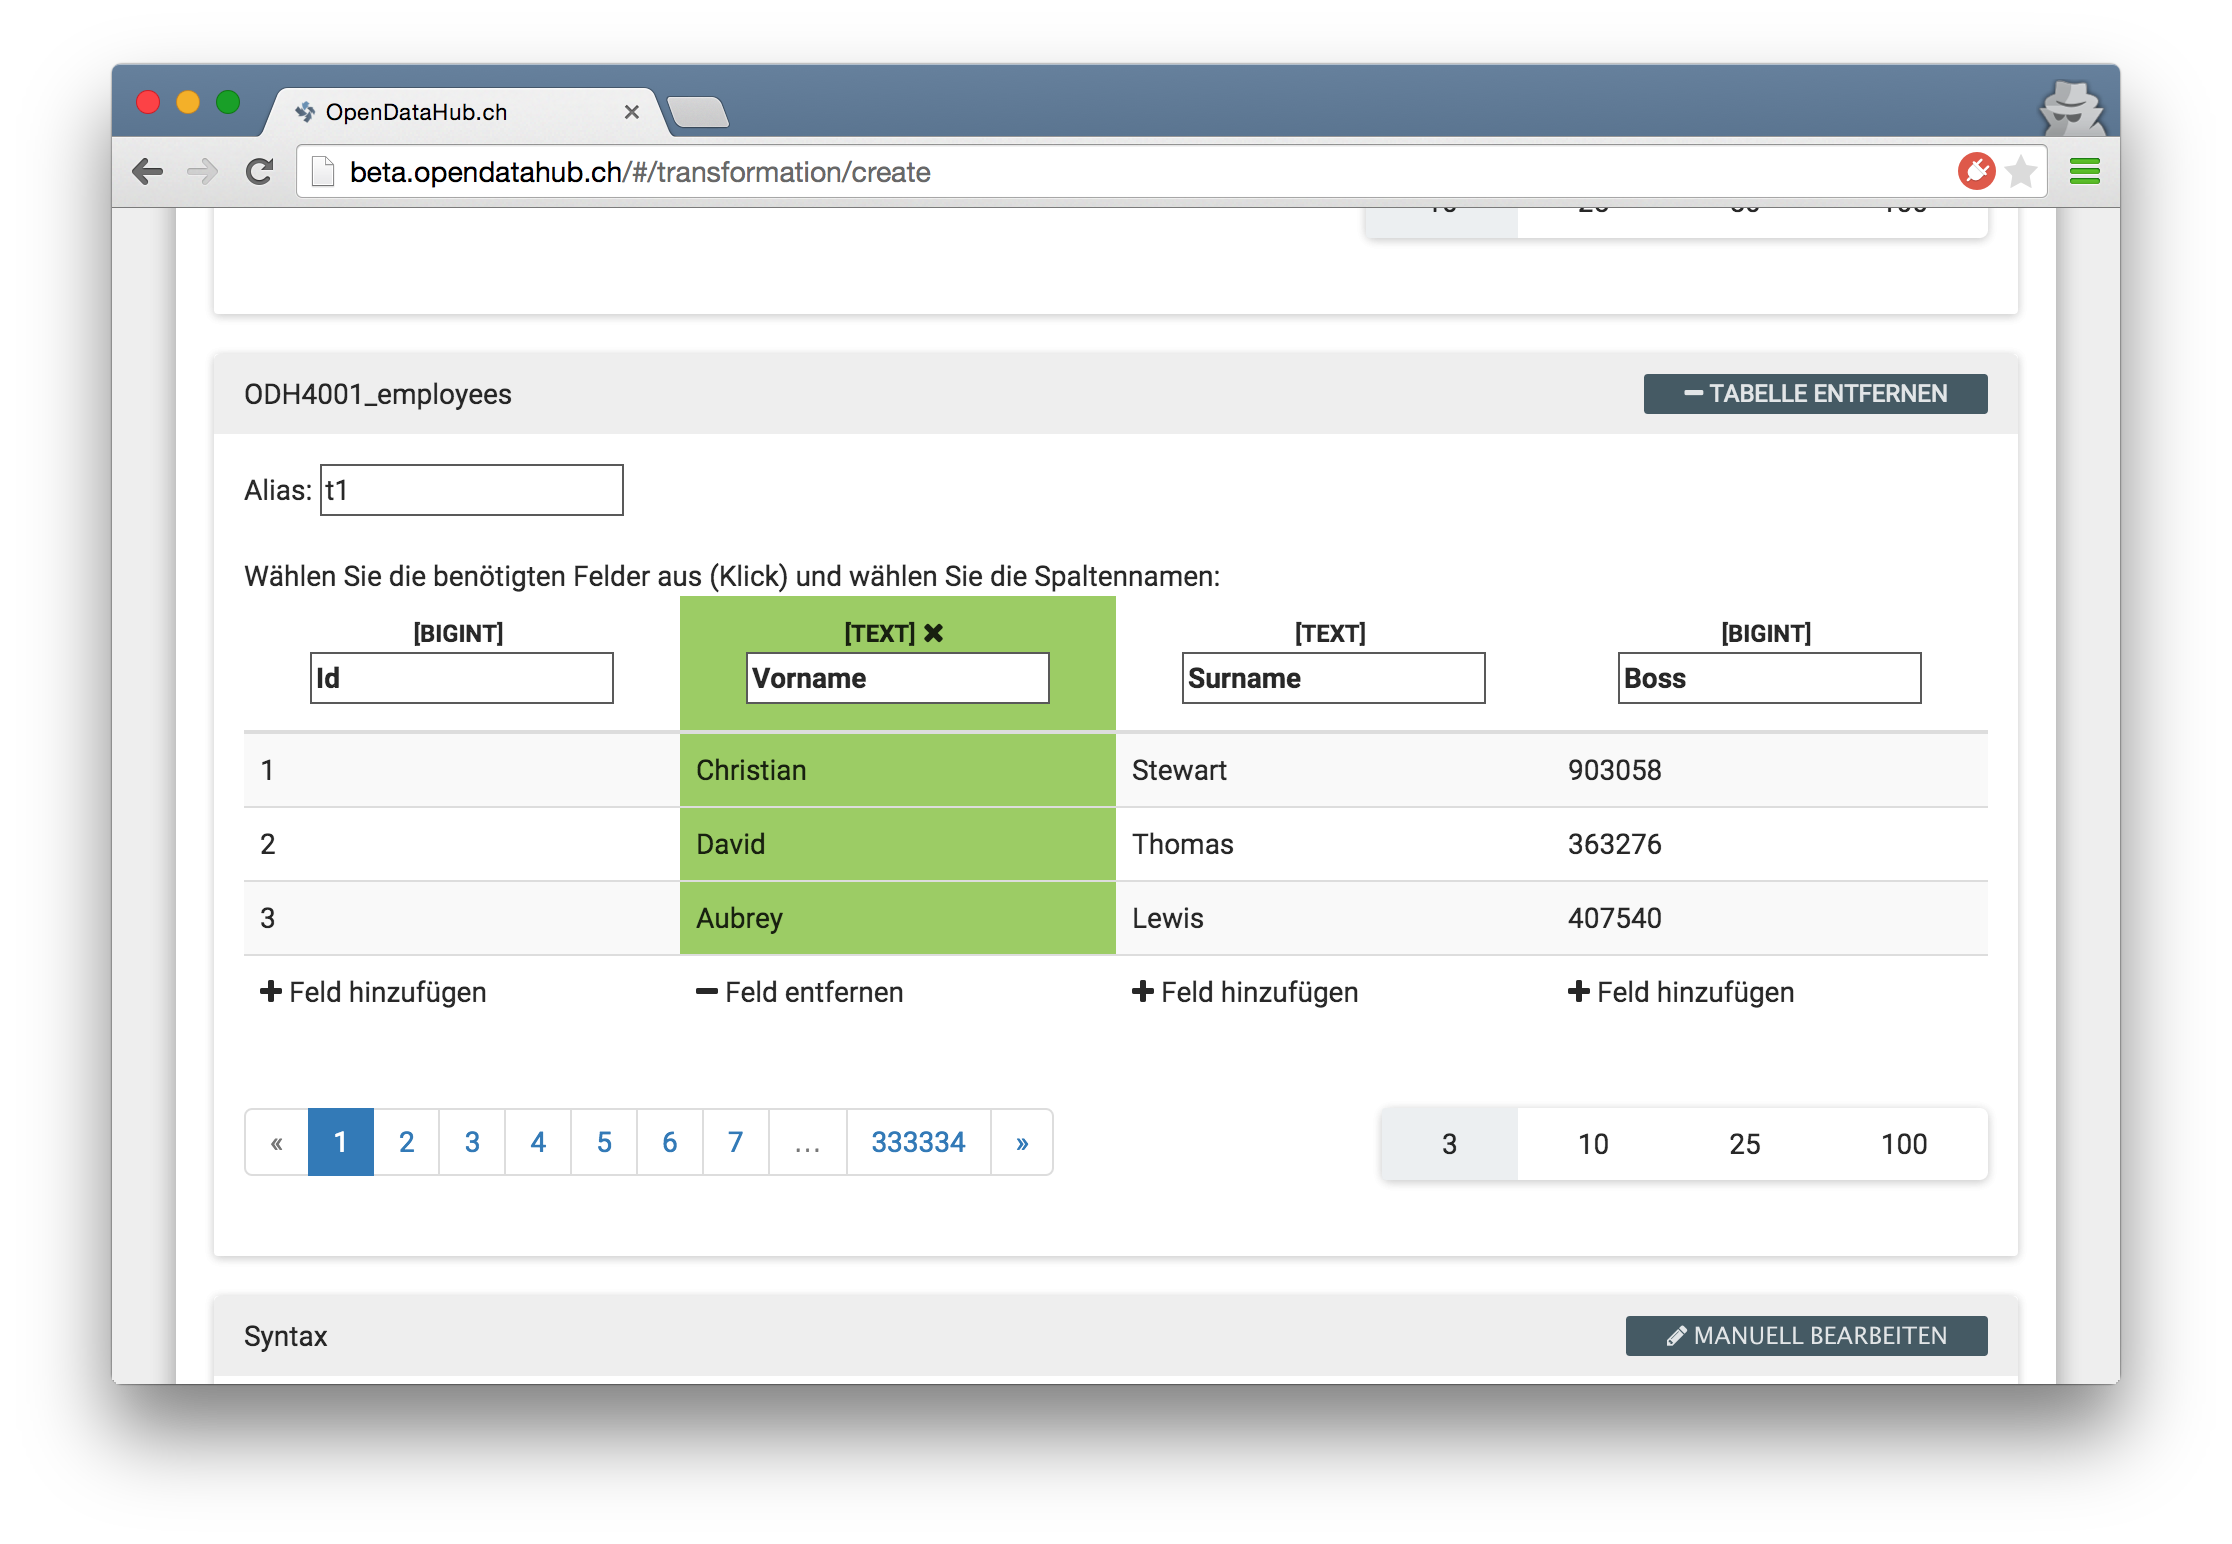 OpenDataHub.ch
beta.opendatahub.ch/#/transformation/create
ODH4001_employees
TABELLE ENTFERNEN
Alias: t1
Wählen Sie die benötigten Felder aus (Klick) und wählen Sie die Spaltennamen:
[BIGINT] [TEXT] [TEXT] [BIGINT]
Id Vorname Surname Boss
1 Christian Stewart 903058
2 David Thomas 363276
3 Aubrey Lewis 407540
Feld hinzufügen Feld entfernen Feld hinzufügen Feld hinzufügen
« 1 2 3 4 5 6 7 ... 333334 » 3 10 25 100
Syntax MANUELL BEARBEITEN